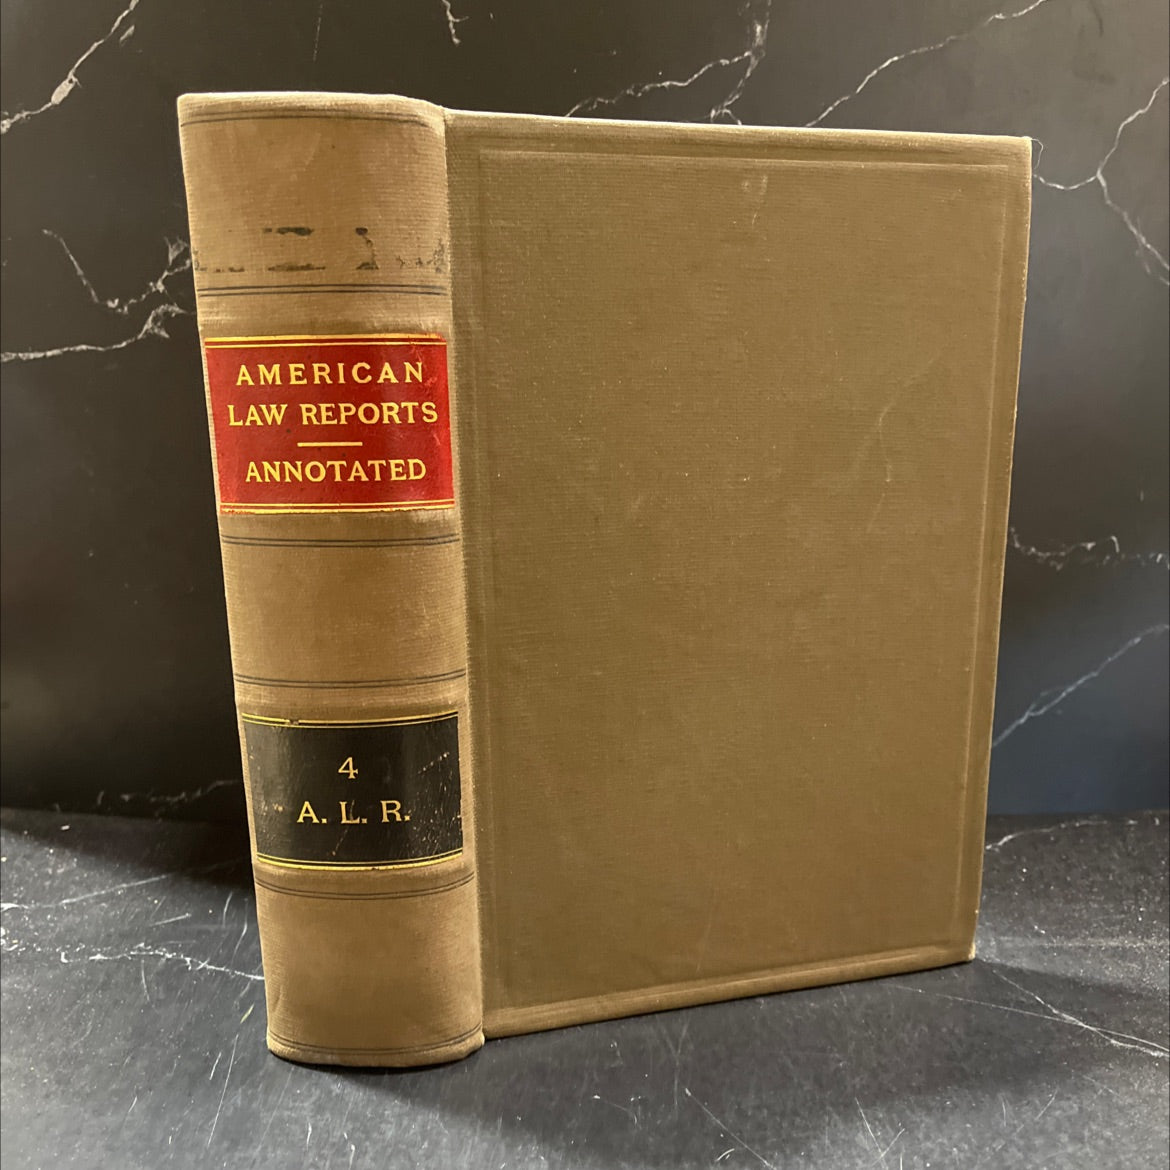 AMERICAN
LAW REPORTS
ANNOTATED
4
A. L. R.